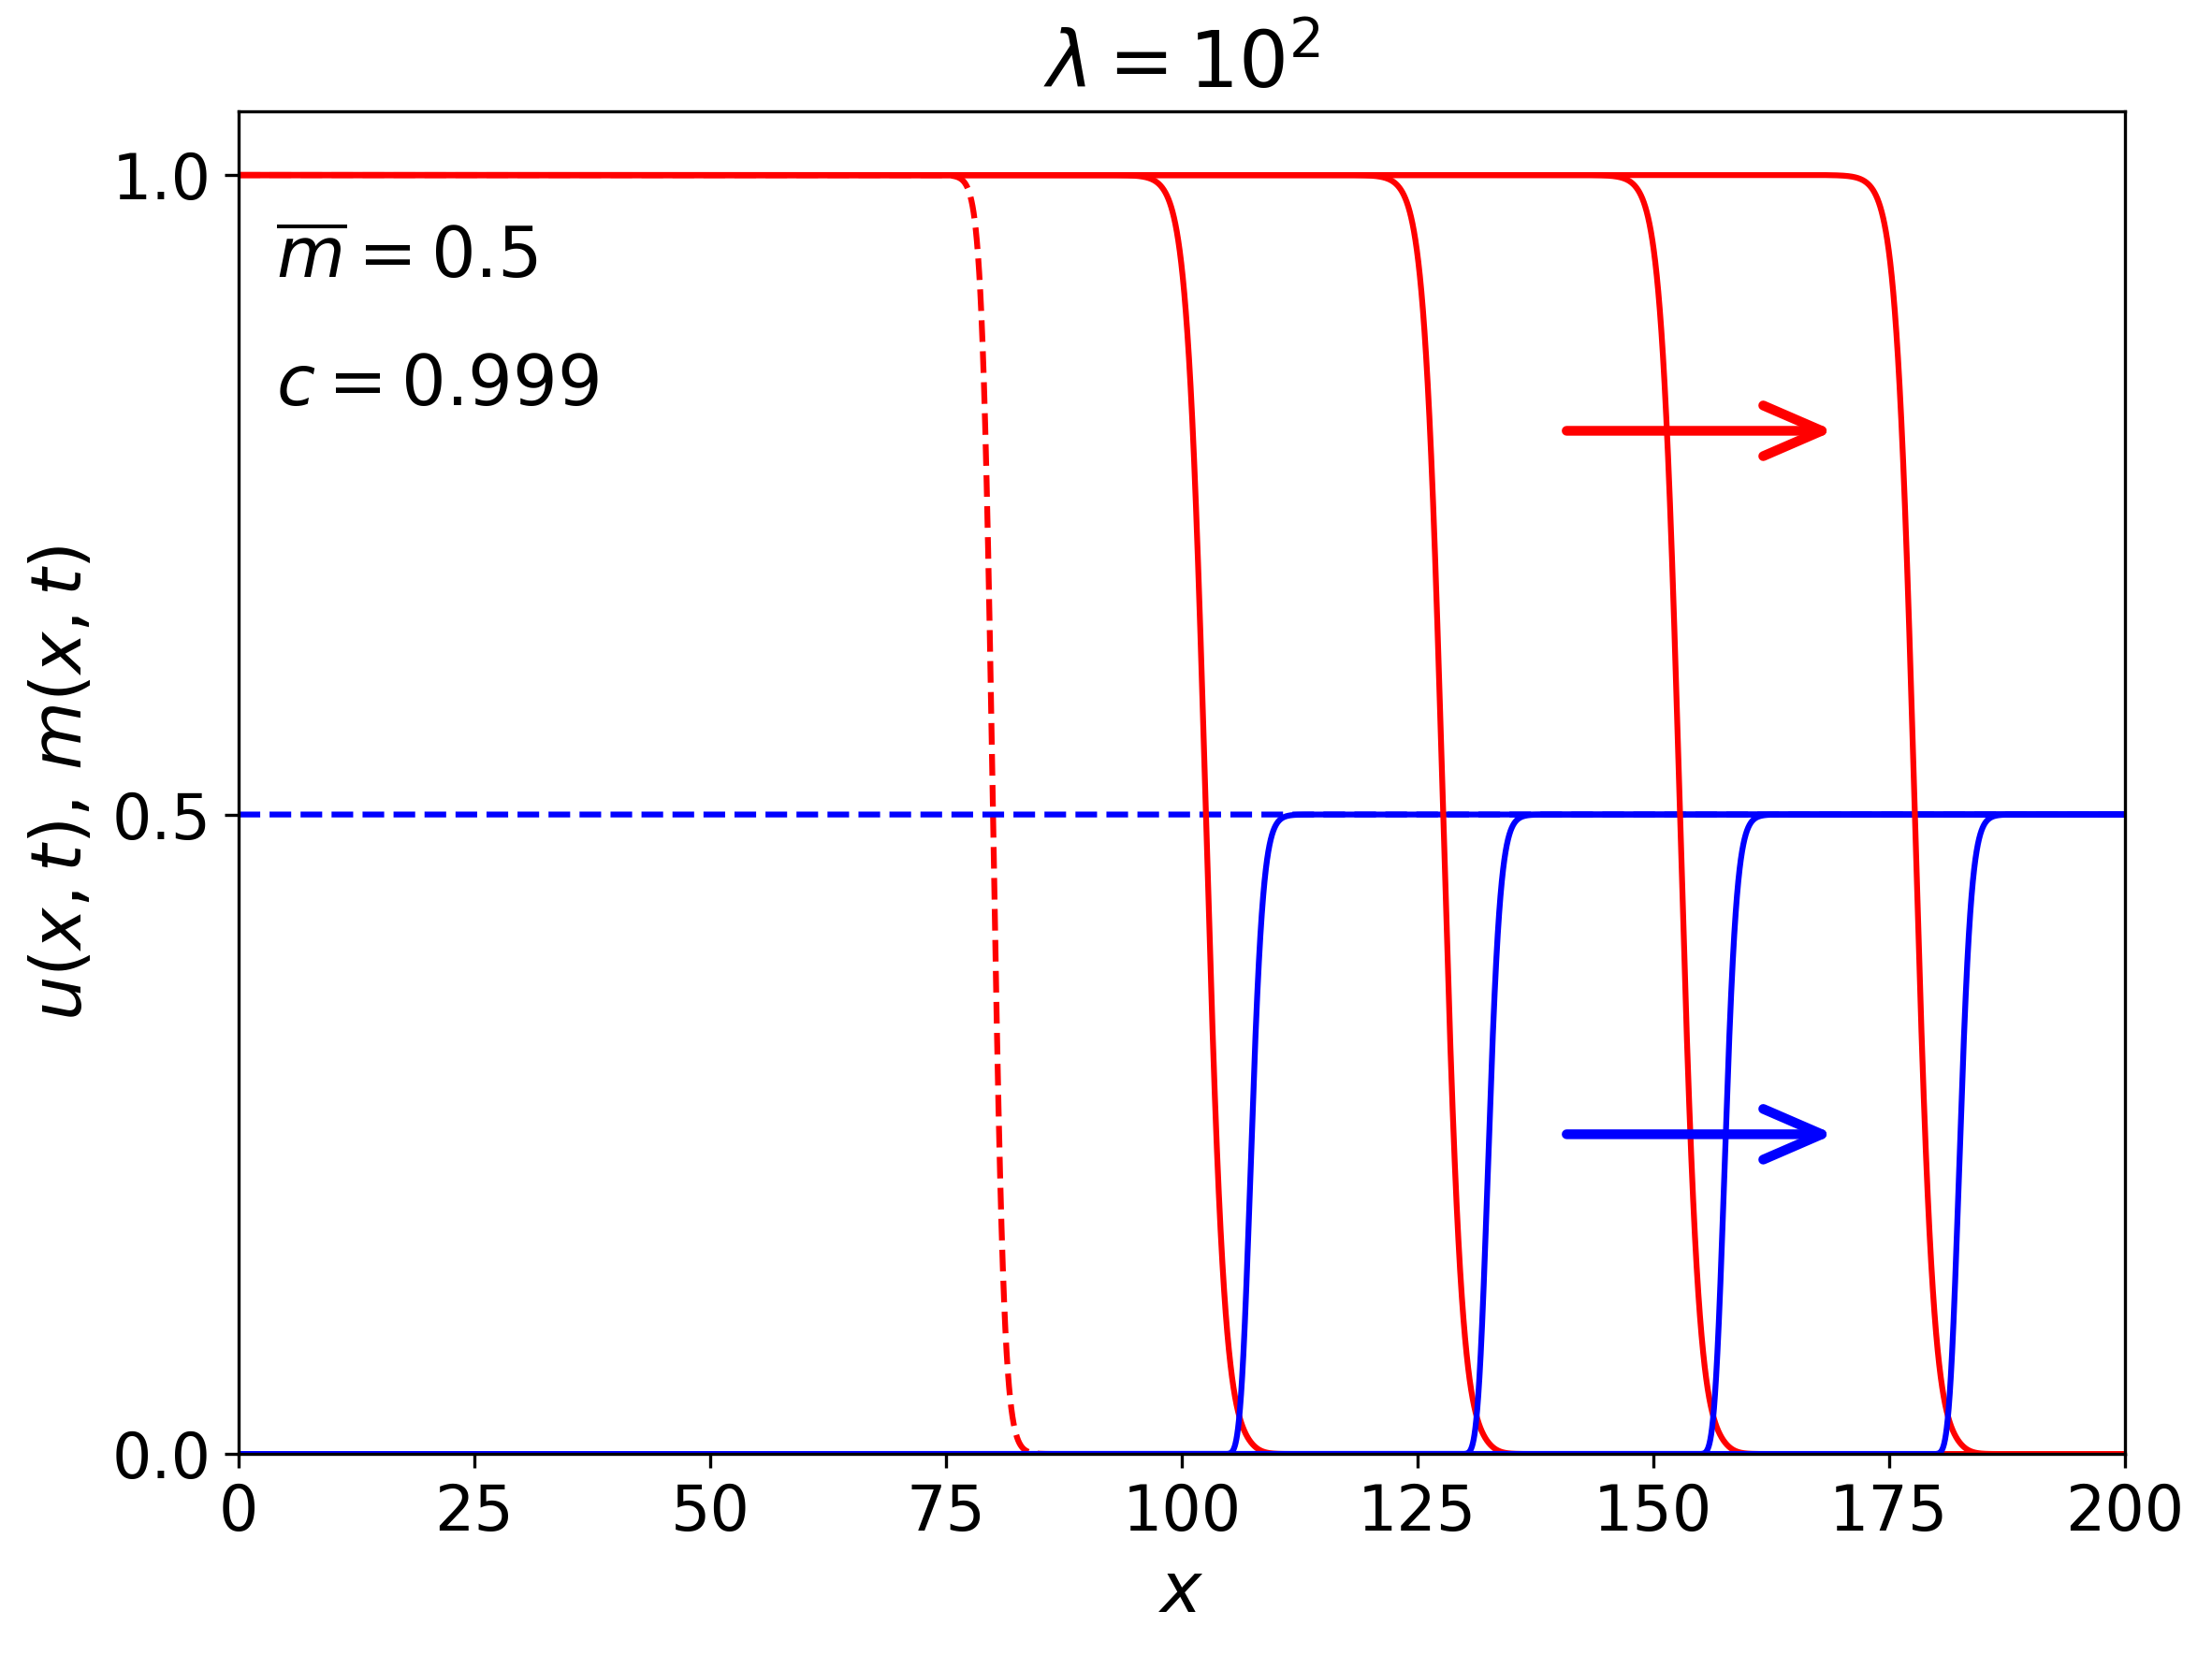 λ = 10²
m̅ = 0.5
c = 0.999
u(x, t), m(x, t)
1.0
0.5
0.0
0 25 50 75 100 125 150 175 200
x